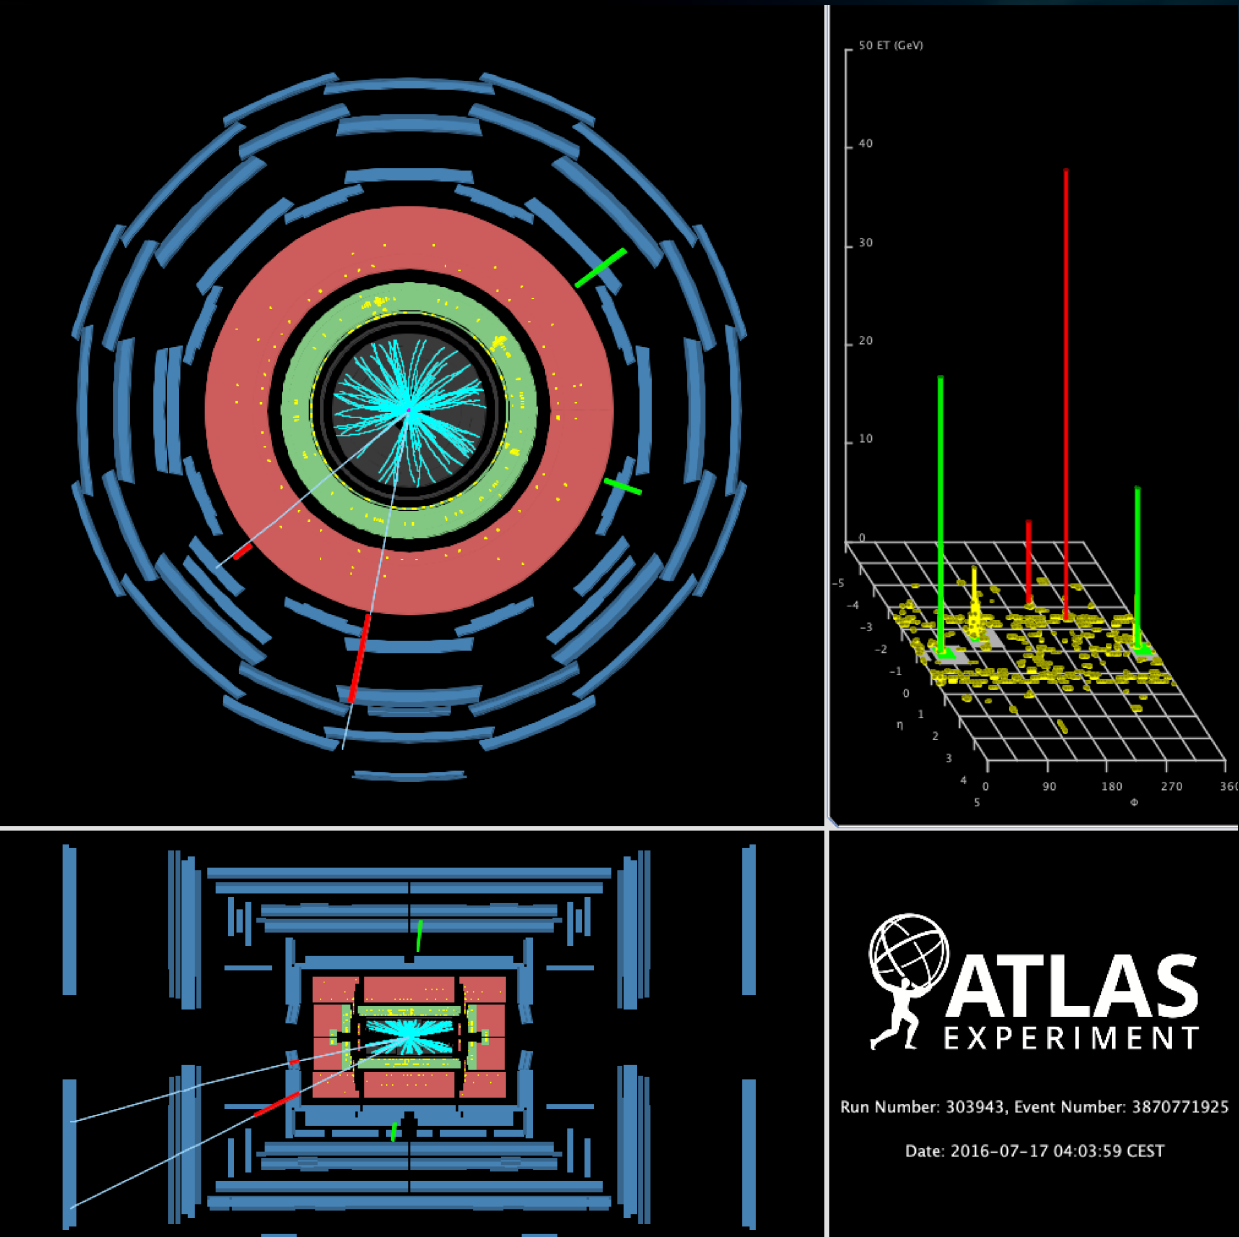 50 ET (GeV)
40
30
20
10
0
−5
−4
−3
−2
−1
0
1
η
2
3
4
5
0 90 180 270 360
Φ
ATLAS
EXPERIMENT
Run Number: 303943, Event Number: 3870771925
Date: 2016−07−17 04:03:59 CEST